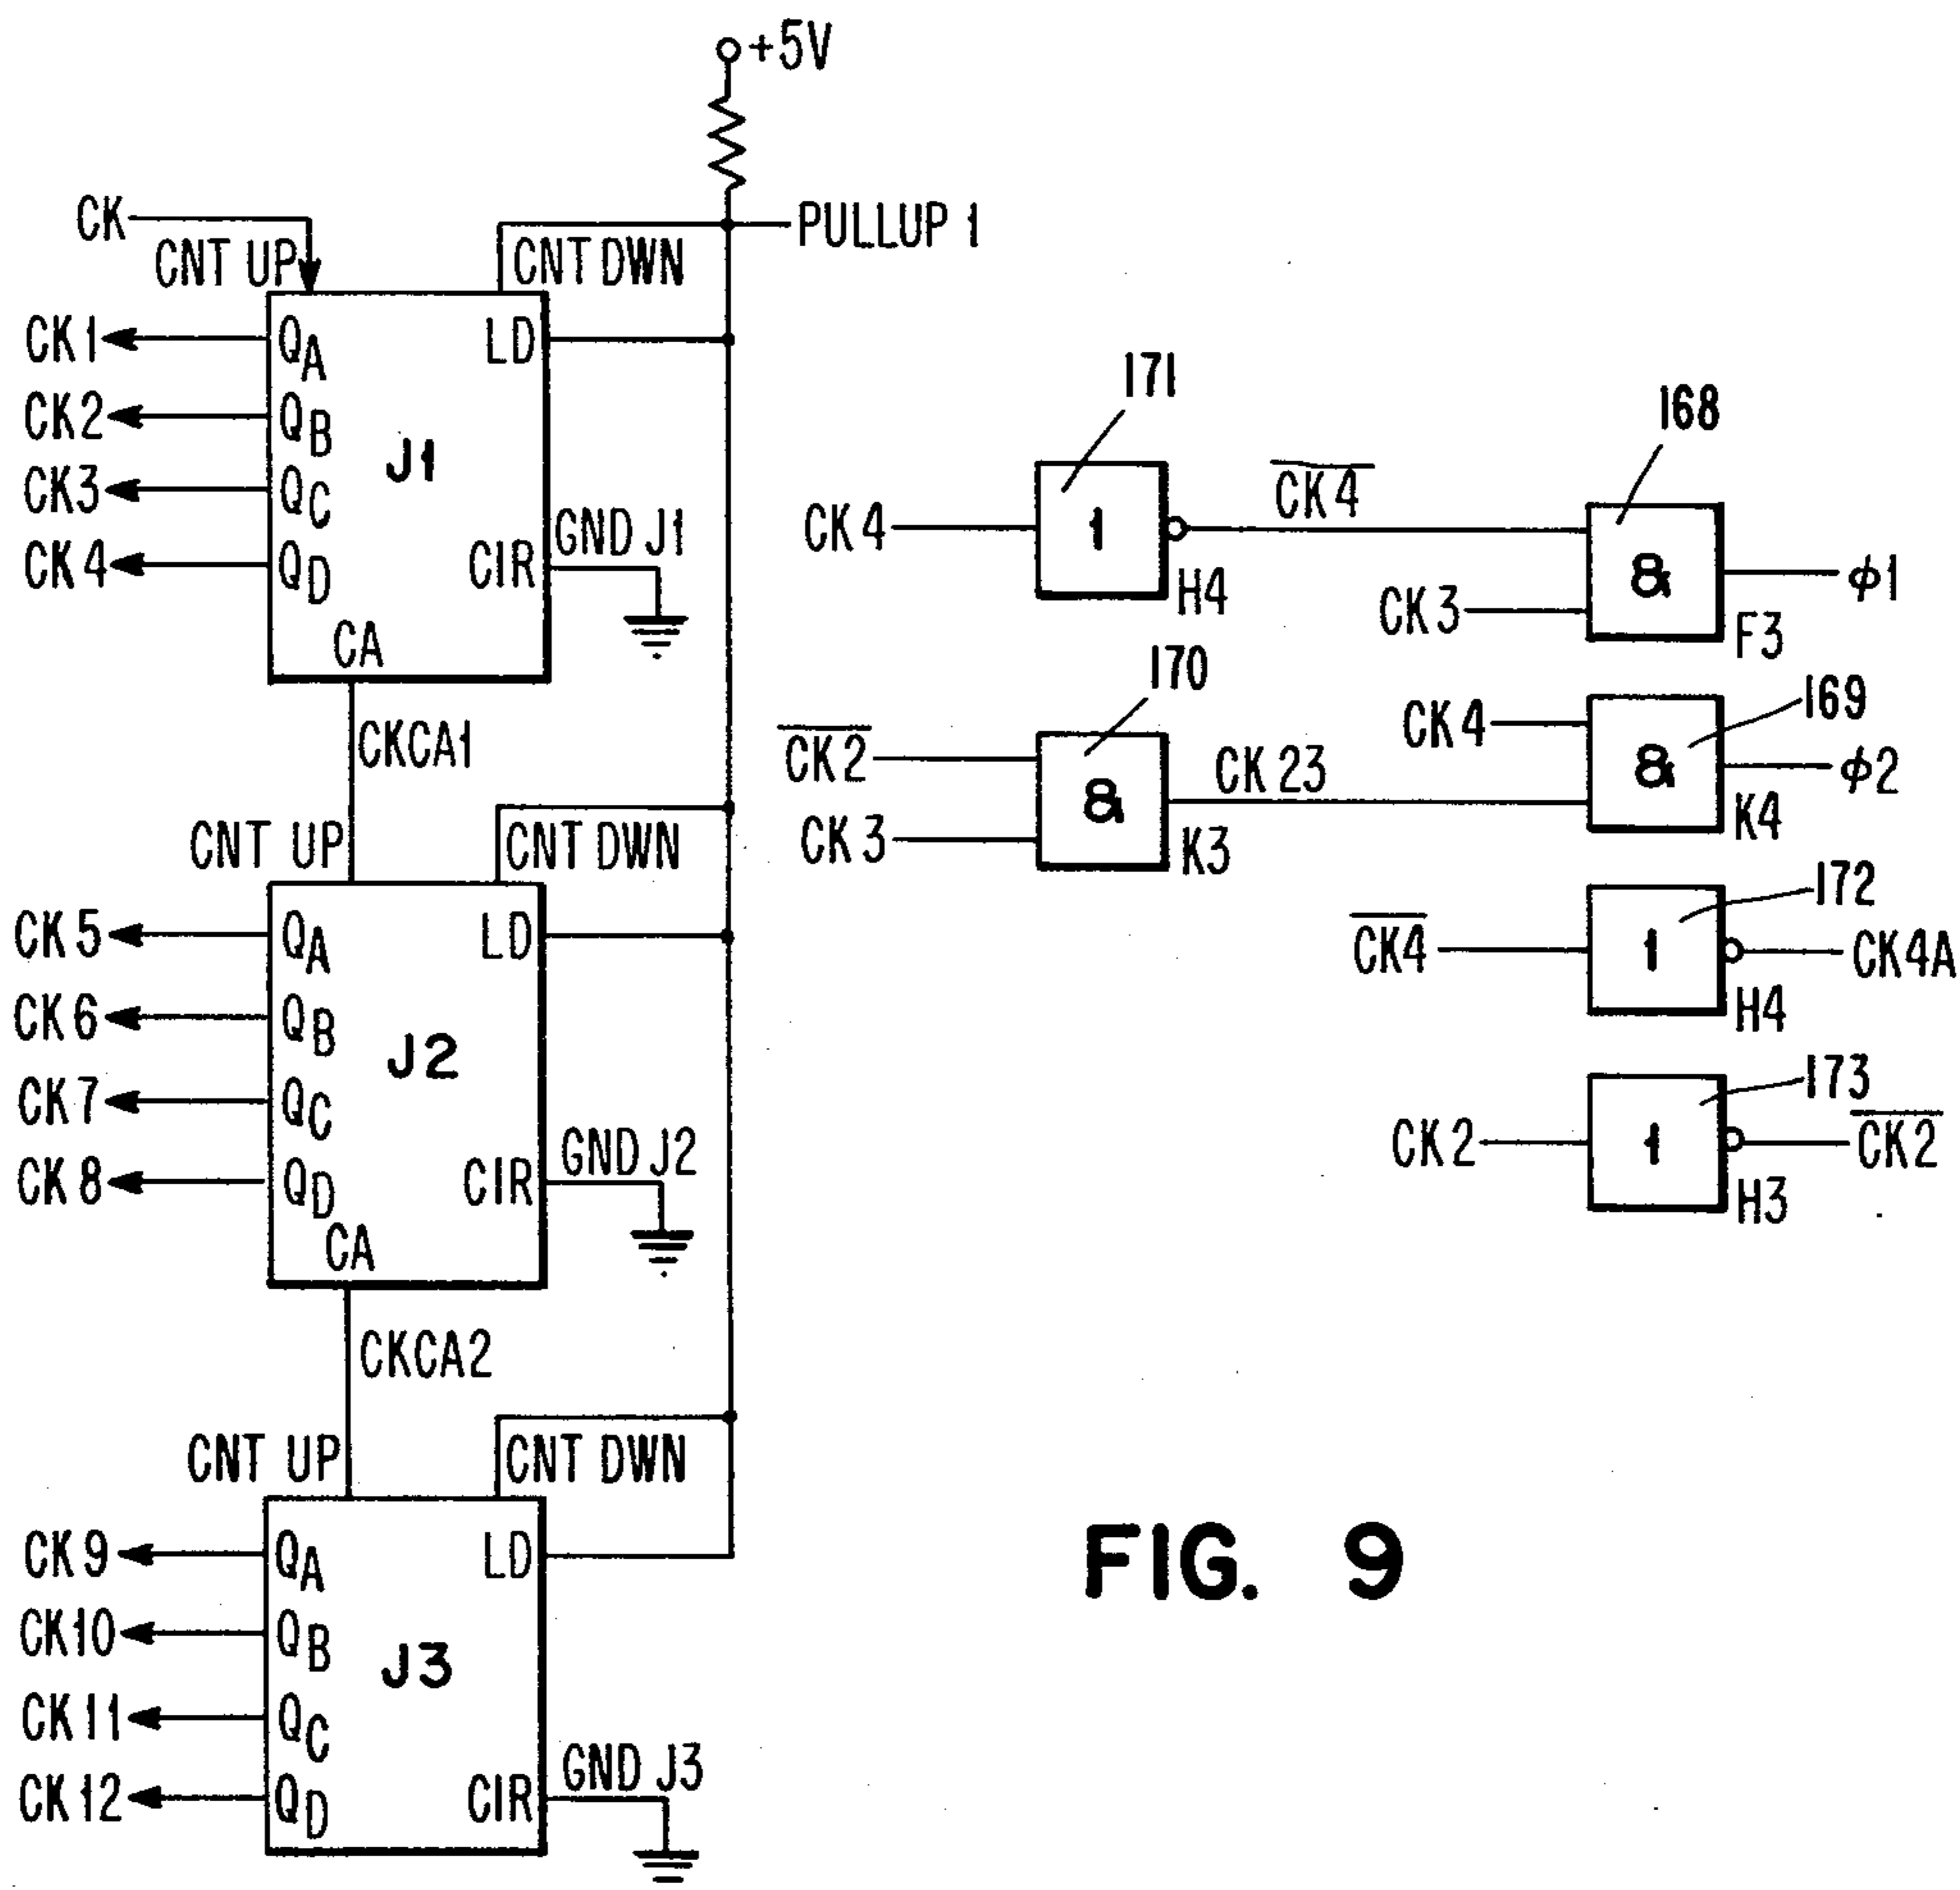 +5V
CK
PULLUP 1
CNT UP
CNT DWN
CK1
QA
LD
CK2
QB
J1
CK3
QC
CK4
QD
CIR
GND J1
CA
CKCA1
CNT UP
CNT DWN
CK5
QA
LD
CK6
QB
J2
CK7
QC
CK8
QD
CIR
GND J2
CA
CKCA2
CNT UP
CNT DWN
CK9
QA
LD
CK10
QB
J3
CK11
QC
CK12
QD
CIR
GND J3
171
168
CK4
1
H4
C̅K̅4̅
CK3
&
F3
ϕ1
170
169
C̅K̅2̅
CK3
&
K3
CK23
CK4
&
K4
ϕ2
172
C̅K̅4̅
1
H4
CK4A
173
CK2
1
H3
C̅K̅2̅
FIG. 9